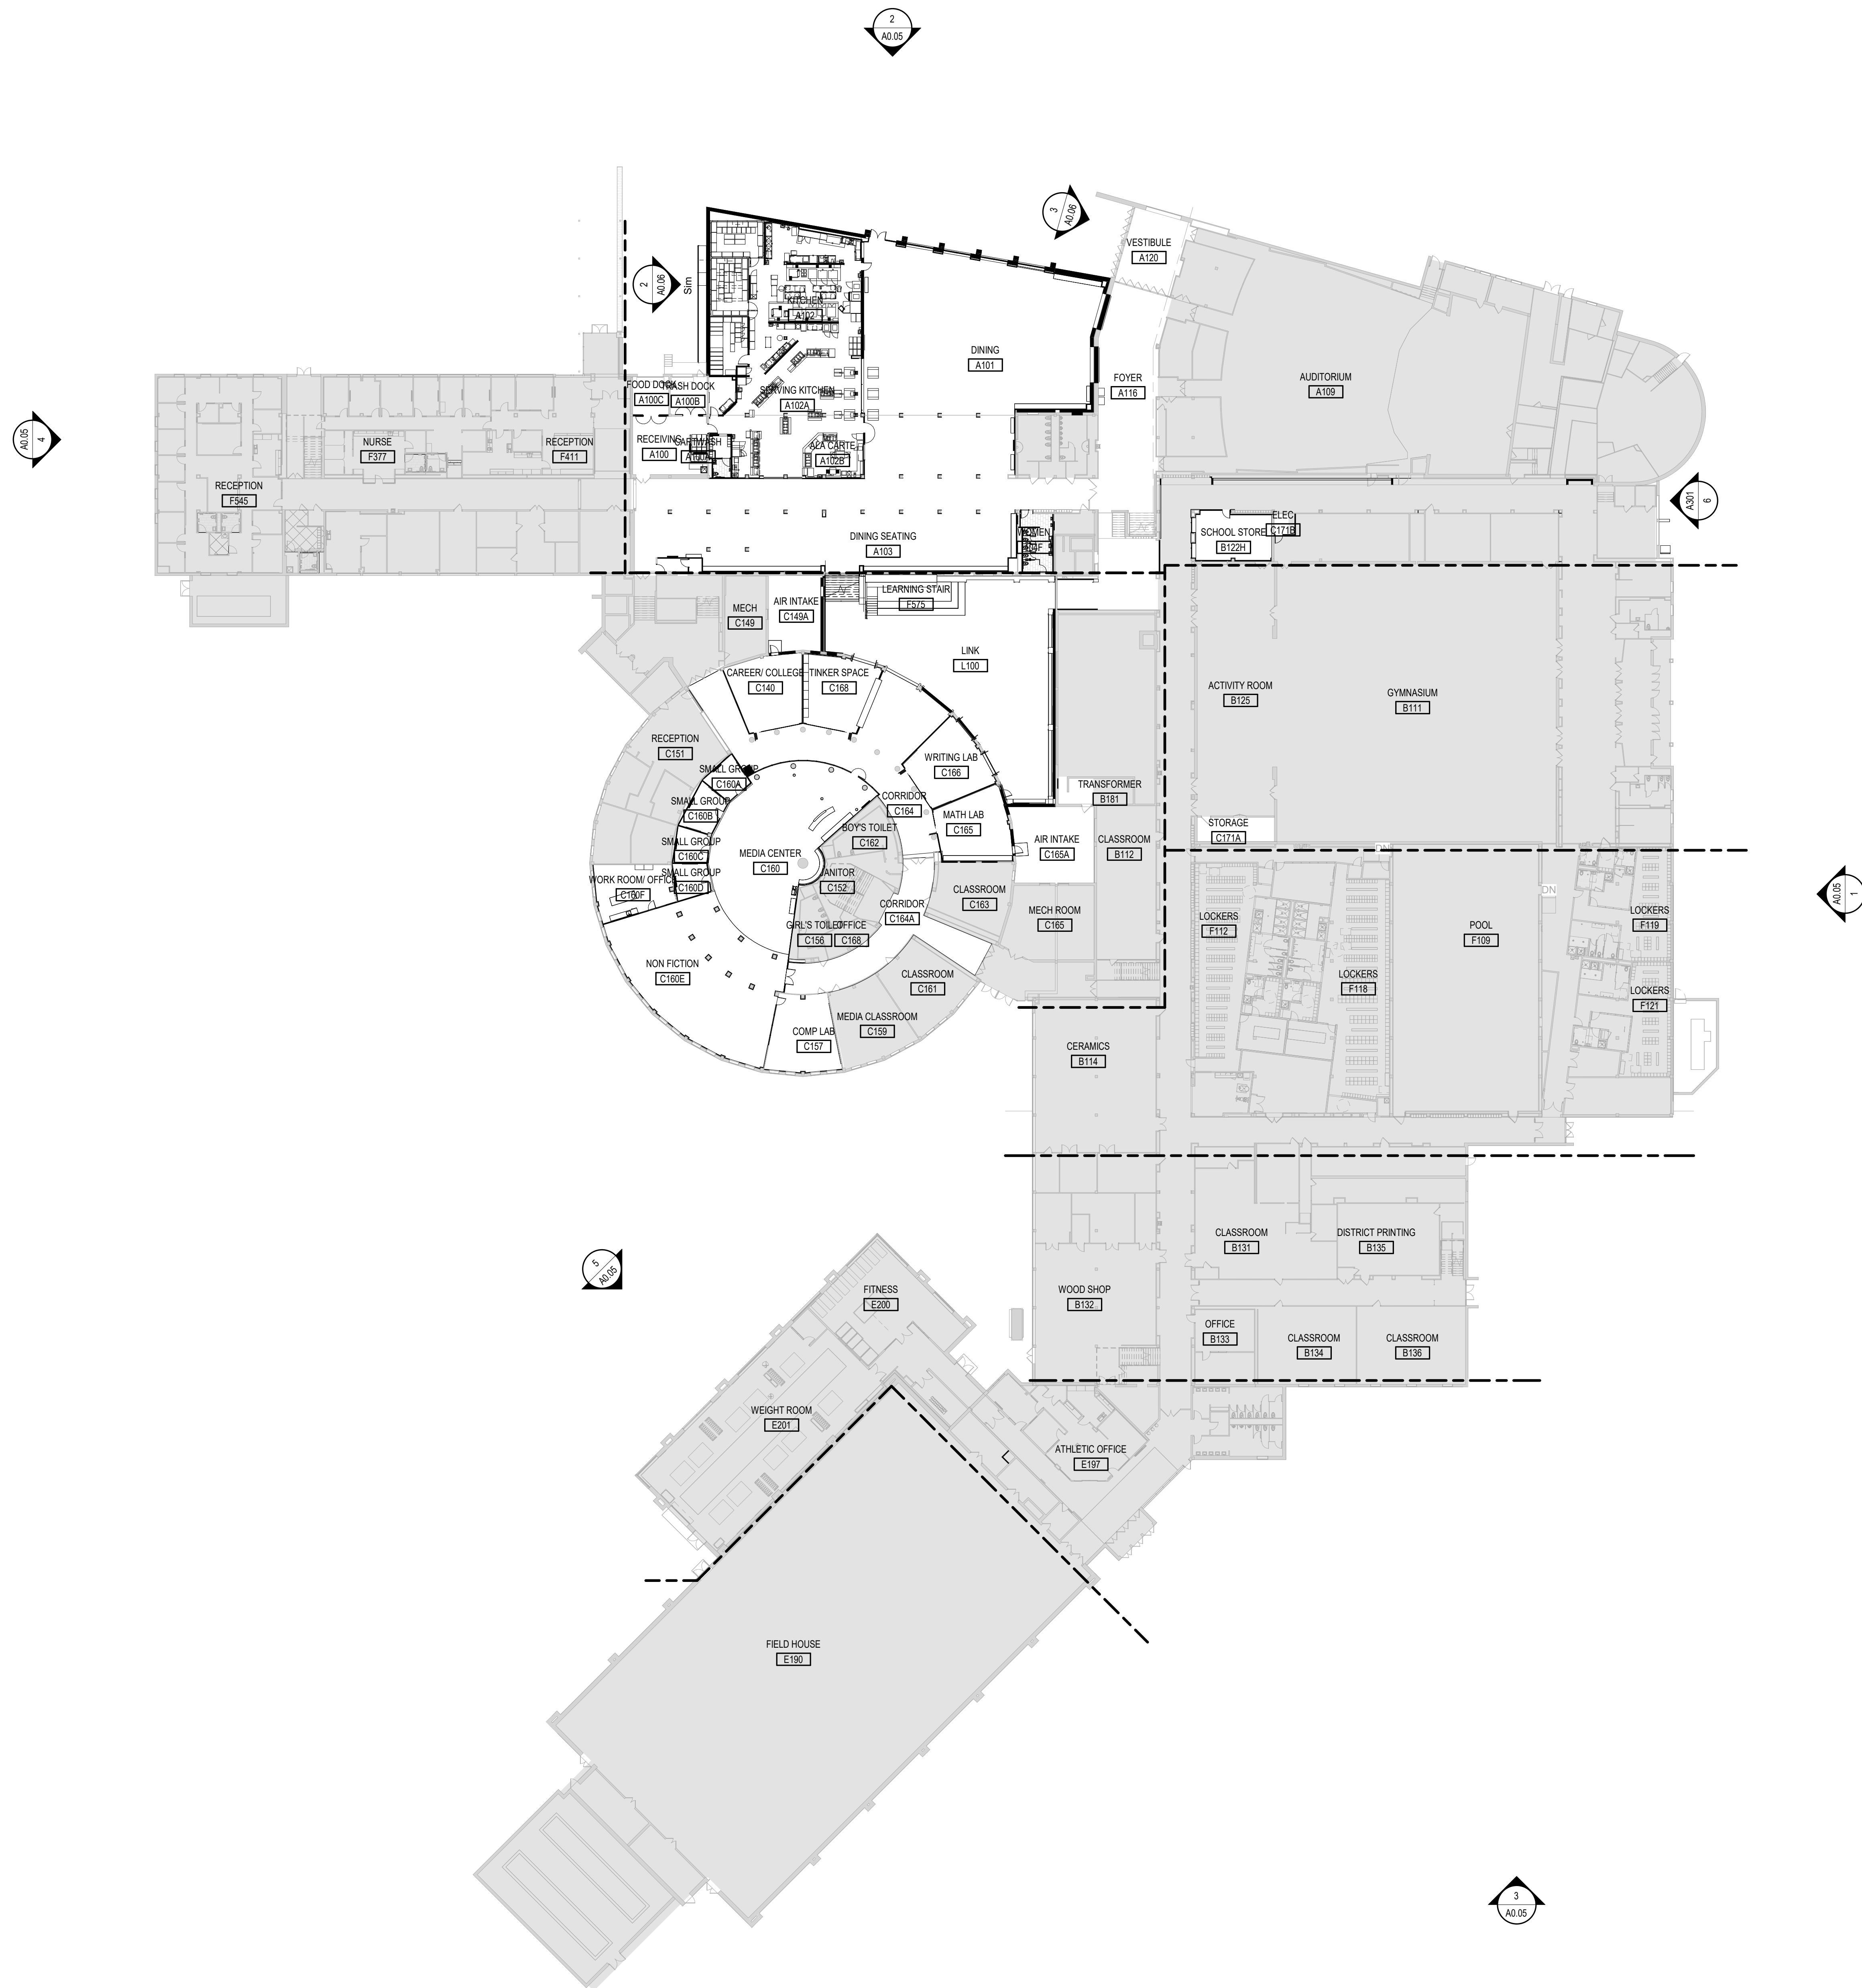 2
A0.05
3
A0.06
VESTIBULE
A120
2
A0.06
Sim
KITCHEN
A102
DINING
A101
FOYER
A116
AUDITORIUM
A109
FOOD DOCK
A100C
TRASH DOCK
A100B
SERVING KITCHEN
A102A
4
A0.05
NURSE
F377
RECEPTION
F411
RECEIVING
A100
CARTWASH
A100A
ALA CARTE
A102B
RECEPTION
F545
6
A301
DINING SEATING
A103
WOMEN
SCHOOL STORE
B122H
ELEC
C171B
LEARNING STAIR
F575
MECH
C149
AIR INTAKE
C149A
LINK
L100
CAREER/ COLLEGE
C140
TINKER SPACE
C168
ACTIVITY ROOM
B125
GYMNASIUM
B111
RECEPTION
C151
WRITING LAB
C166
SMALL GROUP
C160A
SMALL GROUP
C160B
CORRIDOR
C164
TRANSFORMER
B181
MATH LAB
C165
BOY'S TOILET
C162
STORAGE
C171A
SMALL GROUP
C160C
MEDIA CENTER
C160
AIR INTAKE
C165A
CLASSROOM
B112
DN
SMALL GROUP
C160D
WORK ROOM/ OFFICE
C160F
JANITOR
C152
CLASSROOM
C163
DN
1
A0.05
CORRIDOR
C164A
MECH ROOM
C165
LOCKERS
F112
LOCKERS
F119
GIRL'S TOILET
C156
OFFICE
C168
POOL
F109
NON FICTION
C160E
CLASSROOM
C161
LOCKERS
F118
LOCKERS
F121
MEDIA CLASSROOM
C159
COMP LAB
C157
CERAMICS
B114
CLASSROOM
B131
DISTRICT PRINTING
B135
5
A0.05
FITNESS
E200
WOOD SHOP
B132
OFFICE
B133
CLASSROOM
B134
CLASSROOM
B136
WEIGHT ROOM
E201
ATHLETIC OFFICE
E197
FIELD HOUSE
E190
3
A0.05